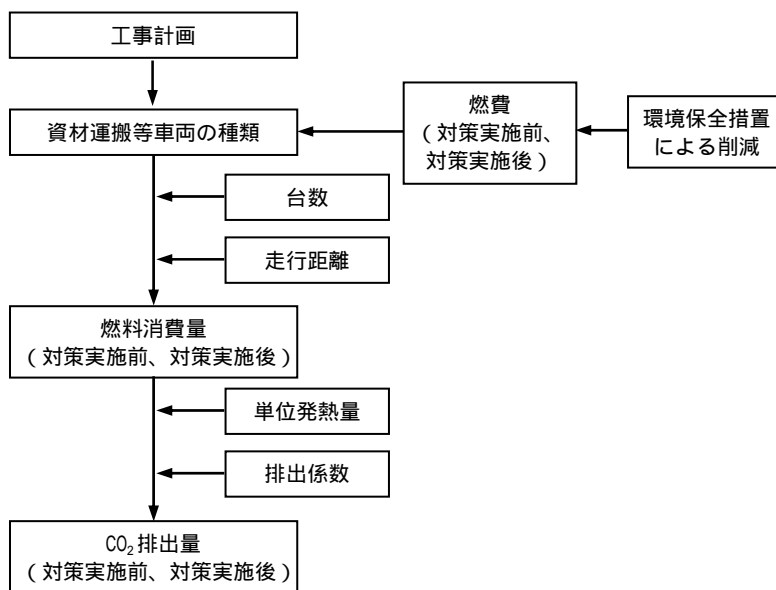 工事計画
資材運搬等車両の種類
燃費
(対策実施前、
対策実施後)
環境保全措置
による削減
台数
走行距離
燃料消費量
(対策実施前、対策実施後)
単位発熱量
排出係数
CO₂排出量
(対策実施前、対策実施後)